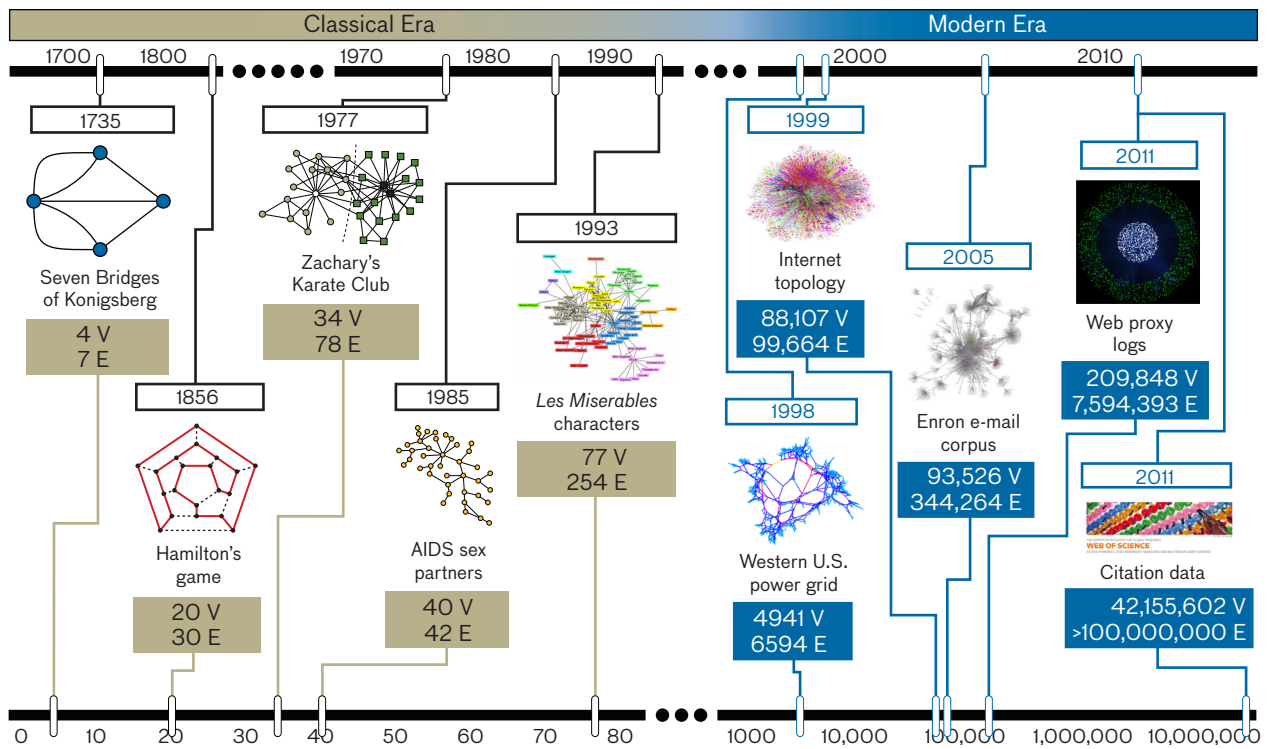 Classical Era
Modern Era
1700
1800
1970
1980
1990
2000
2010
1735
Seven Bridges
of Konigsberg
4 V
7 E
1856
Hamilton's
game
20 V
30 E
1977
Zachary's
Karate Club
34 V
78 E
1985
AIDS sex
partners
40 V
42 E
1993
Les Miserables
characters
77 V
254 E
1999
Internet
topology
88,107 V
99,664 E
1998
Western U.S.
power grid
4941 V
6594 E
2005
Enron e-mail
corpus
93,526 V
344,264 E
2011
Web proxy
logs
209,848 V
7,594,393 E
2011
WEB OF SCIENCE
Citation data
42,155,602 V
>100,000,000 E
0
10
20
30
40
50
60
70
80
1000
10,000
100,000
1,000,000
10,000,000